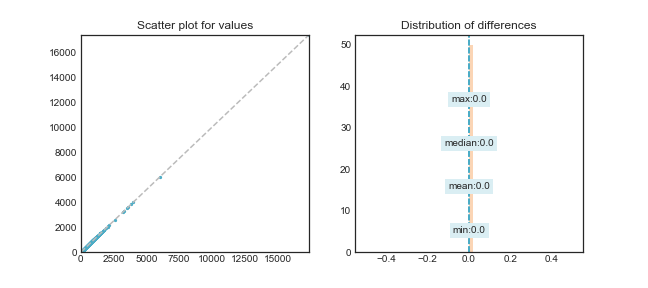 Scatter plot for values
16000
14000
12000
10000
8000
6000
4000
2000
0
0 2500 5000 7500 10000 12500 15000
Distribution of differences
50
40
30
20
10
0
max:0.0
median:0.0
mean:0.0
min:0.0
−0.4 −0.2 0.0 0.2 0.4